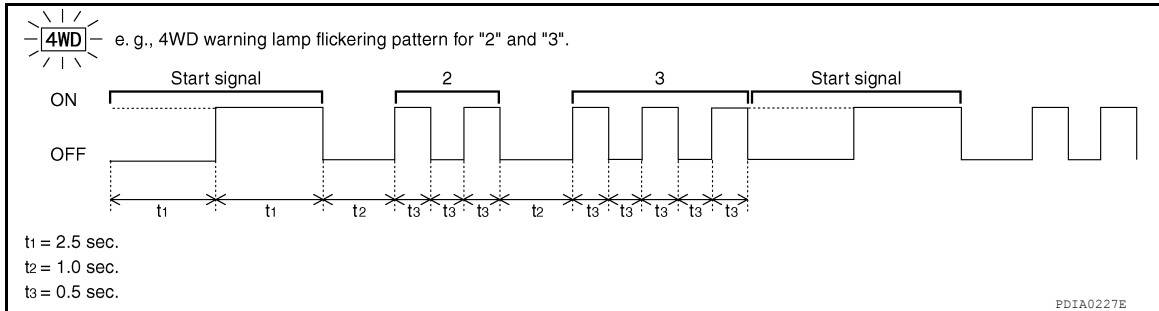 4WD e. g., 4WD warning lamp flickering pattern for "2" and "3".
Start signal 2 3 Start signal
ON
OFF
t1 t1 t2 t3 t3 t3 t2 t3 t3 t3 t3 t3
t1 = 2.5 sec.
t2 = 1.0 sec.
t3 = 0.5 sec.
PDIA0227E